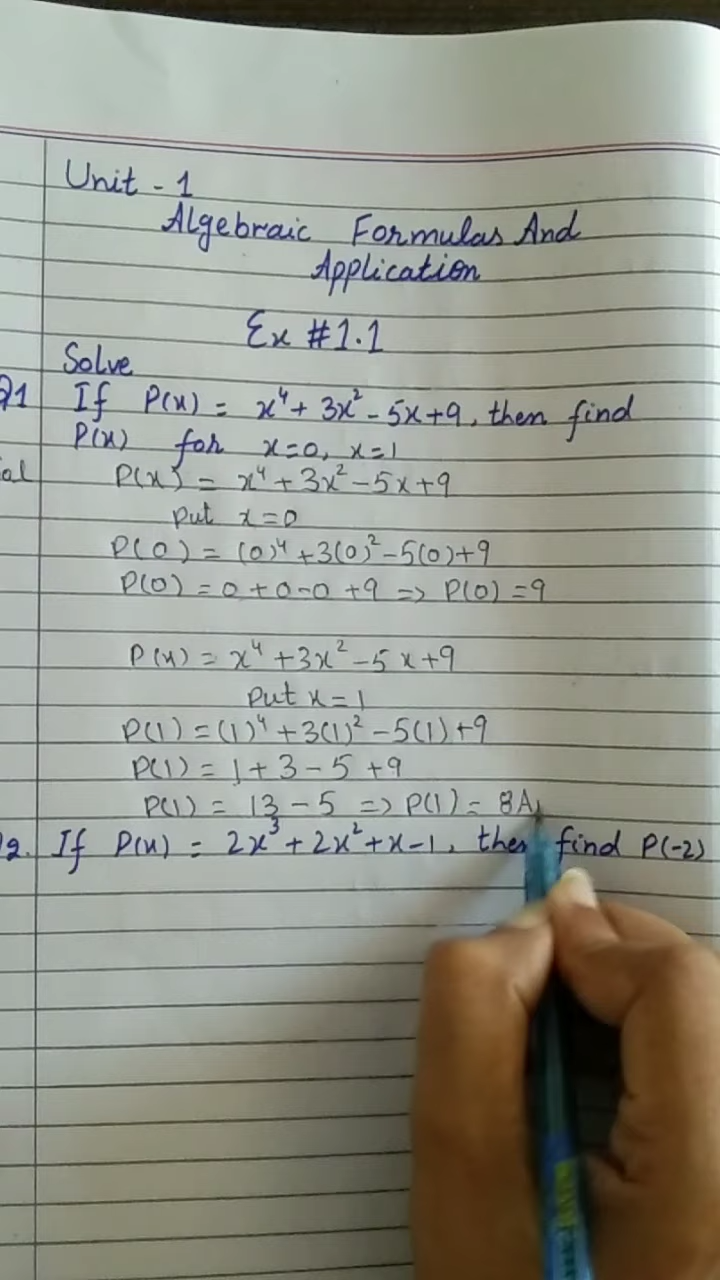 Unit - 1
Algebraic Formulas And
Application
Ex #1.1
Solve
Q1 If P(x) = x⁴ + 3x² - 5x + 9, then find
P(x) for x=0, x=1
P(x) = x⁴ + 3x² - 5x + 9
Put x=0
P(0) = (0)⁴ + 3(0)² - 5(0) + 9
P(0) = 0 + 0 - 0 + 9 => P(0) = 9
P(x) = x⁴ + 3x² - 5x + 9
Put x = 1
P(1) = (1)⁴ + 3(1)² - 5(1) + 9
P(1) = 1 + 3 - 5 + 9
P(1) = 13 - 5 => P(1) = 8 A
2. If P(x) = 2x³ + 2x² + x - 1, then find P(-2)